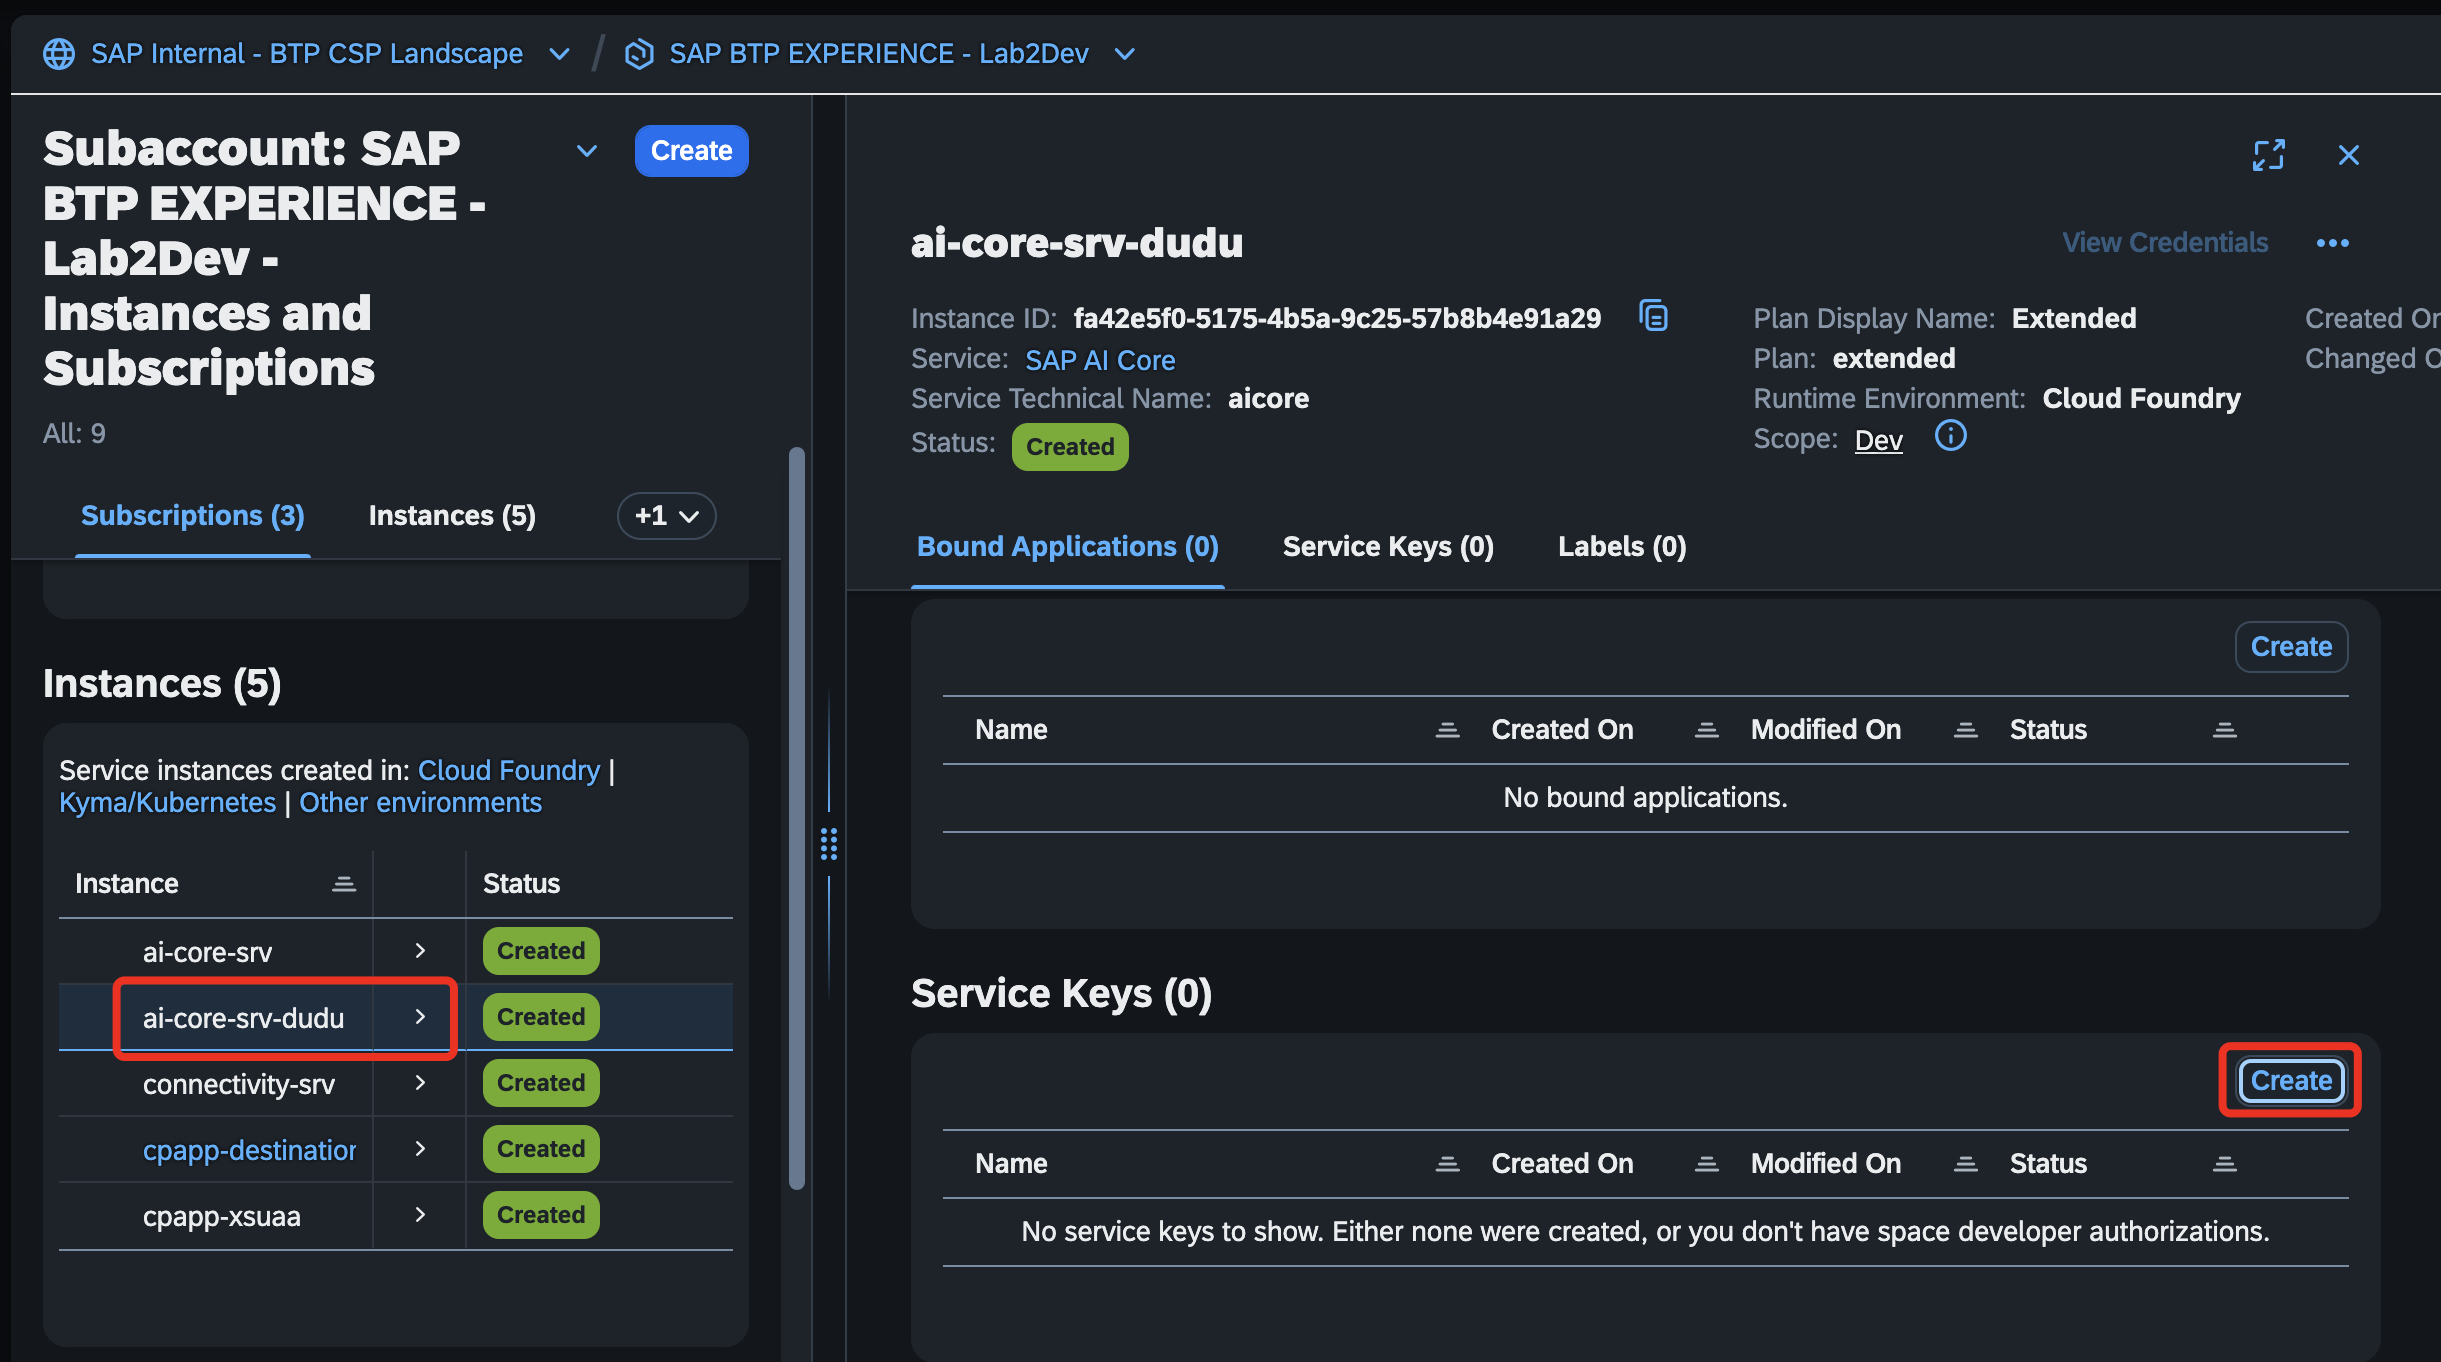 SAP Internal - BTP CSP Landscape / SAP BTP EXPERIENCE - Lab2Dev
Subaccount: SAP
BTP EXPERIENCE -
Lab2Dev -
Instances and
Subscriptions
Create
All: 9
Subscriptions (3) Instances (5) +1
Instances (5)
Service instances created in: Cloud Foundry |
Kyma/Kubernetes | Other environments
Instance Status
ai-core-srv Created
ai-core-srv-dudu Created
connectivity-srv Created
cpapp-destination Created
cpapp-xsuaa Created
ai-core-srv-dudu
View Credentials
Instance ID: fa42e5f0-5175-4b5a-9c25-57b8b4e91a29
Service: SAP AI Core
Service Technical Name: aicore
Status: Created
Plan Display Name: Extended
Plan: extended
Runtime Environment: Cloud Foundry
Scope: Dev
Created On
Changed O
Bound Applications (0) Service Keys (0) Labels (0)
Create
Name Created On Modified On Status
No bound applications.
Service Keys (0)
Create
Name Created On Modified On Status
No service keys to show. Either none were created, or you don't have space developer authorizations.